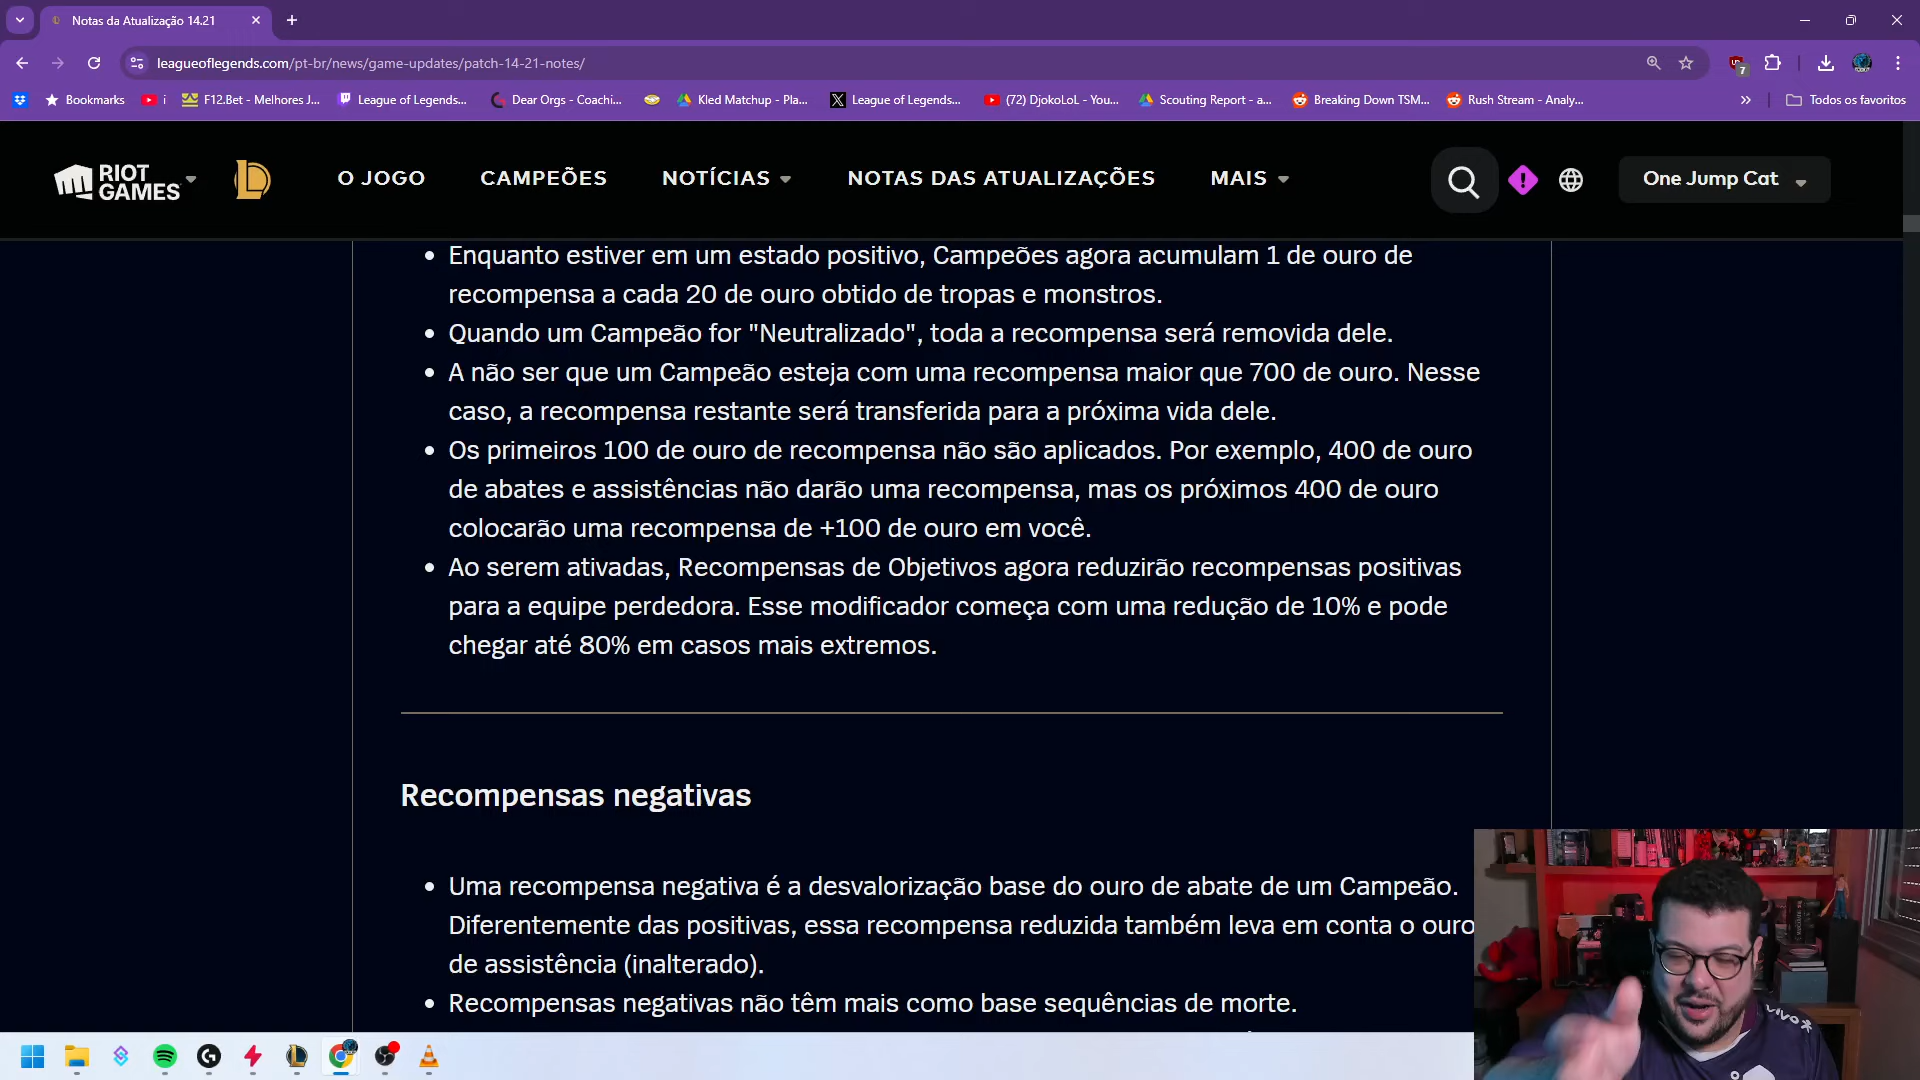 Notas da Atualização 14.21
leagueoflegends.com/pt-br/news/game-updates/patch-14-21-notes/
7
Bookmarks
i
F12.Bet - Melhores J...
League of Legends...
Dear Orgs - Coachi...
Kled Matchup - Pla...
League of Legends...
(72) DjokoLoL - You...
Scouting Report - a...
Breaking Down TSM...
Rush Stream - Analy...
Todos os favoritos
RIOT
GAMES
O JOGO
CAMPEÕES
NOTÍCIAS
NOTAS DAS ATUALIZAÇÕES
MAIS
One Jump Cat
Enquanto estiver em um estado positivo, Campeões agora acumulam 1 de ouro de
recompensa a cada 20 de ouro obtido de tropas e monstros.
Quando um Campeão for "Neutralizado", toda a recompensa será removida dele.
A não ser que um Campeão esteja com uma recompensa maior que 700 de ouro. Nesse
caso, a recompensa restante será transferida para a próxima vida dele.
Os primeiros 100 de ouro de recompensa não são aplicados. Por exemplo, 400 de ouro
de abates e assistências não darão uma recompensa, mas os próximos 400 de ouro
colocarão uma recompensa de +100 de ouro em você.
Ao serem ativadas, Recompensas de Objetivos agora reduzirão recompensas positivas
para a equipe perdedora. Esse modificador começa com uma redução de 10% e pode
chegar até 80% em casos mais extremos.
Recompensas negativas
Uma recompensa negativa é a desvalorização base do ouro de abate de um Campeão.
Diferentemente das positivas, essa recompensa reduzida também leva em conta o ouro
de assistência (inalterado).
Recompensas negativas não têm mais como base sequências de morte.
vivo